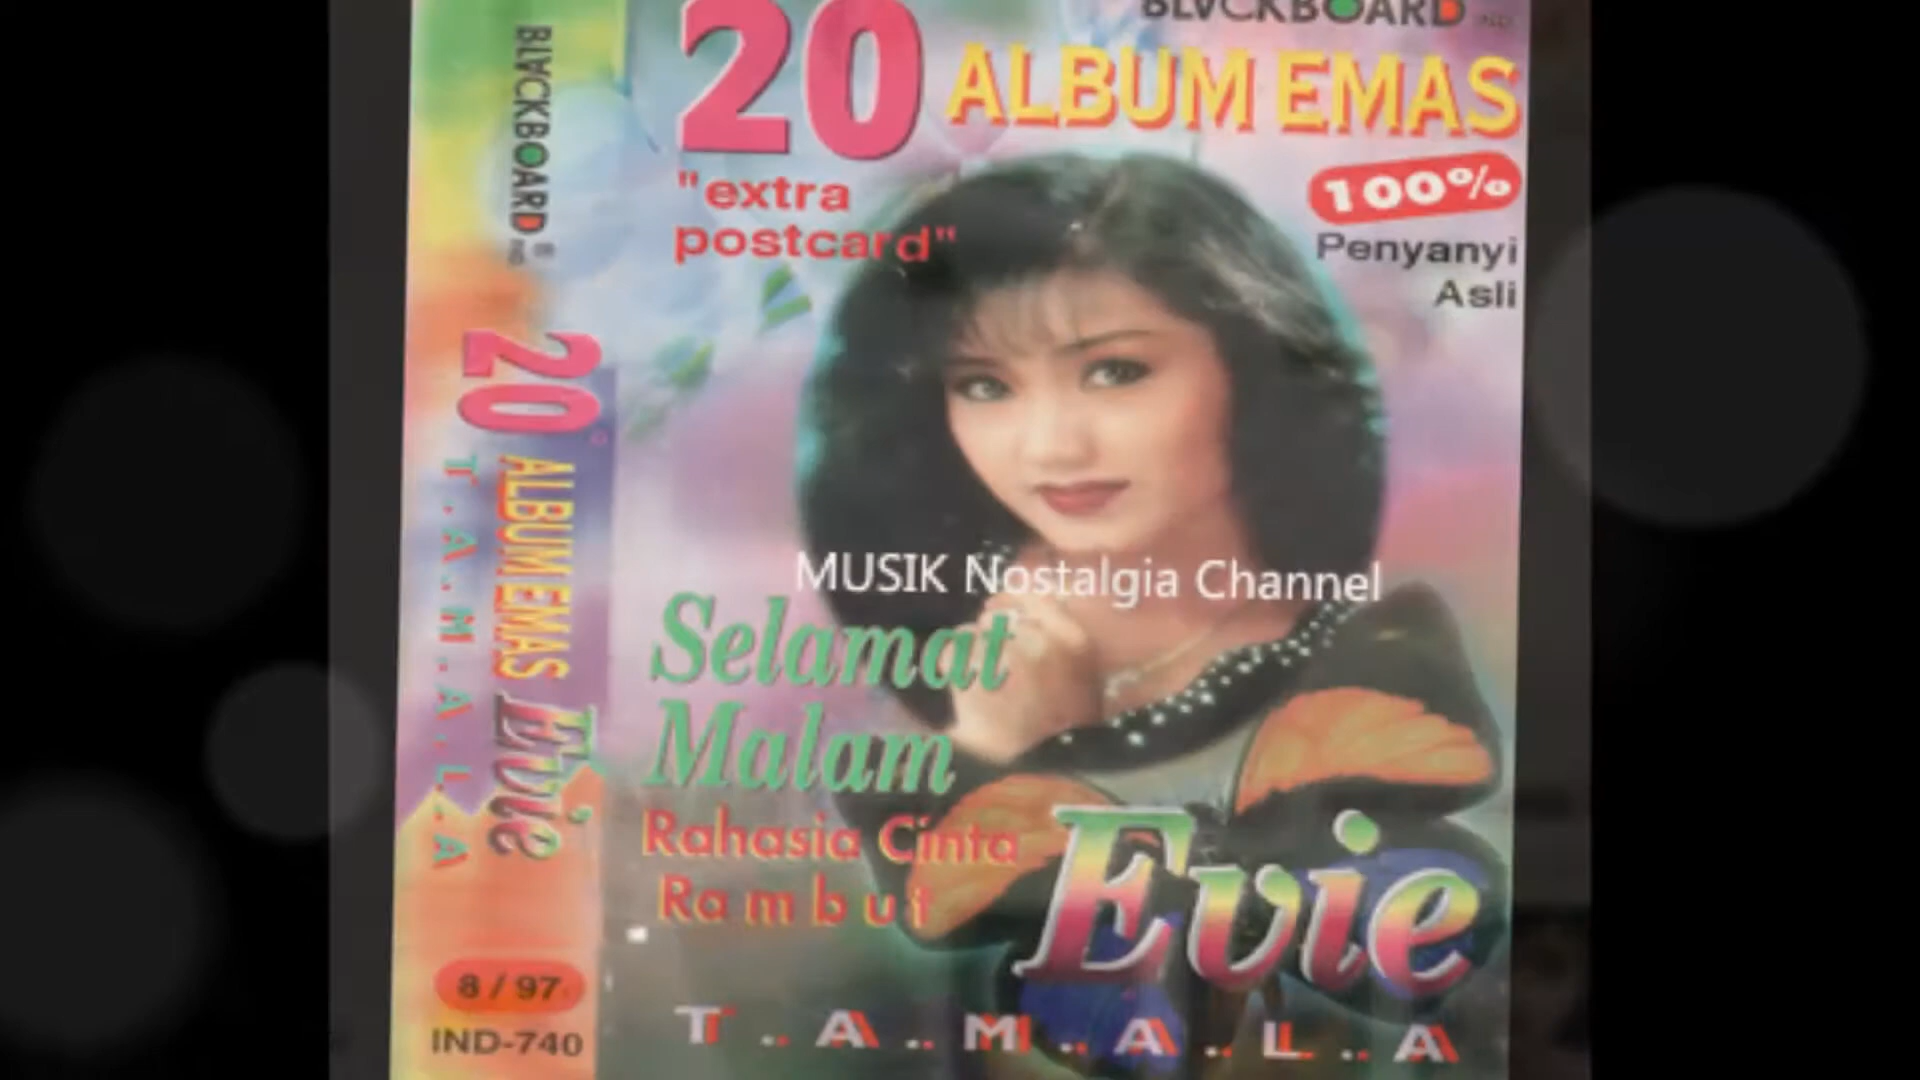 BLVCKBOARD
20 ALBUM EMAS
T . A . . M . A . . L . . A
Evie
8 / 97
IND-740
BLVCKBOARD
20
ALBUM EMAS
"extra
postcard"
100%
Penyanyi
Asli
MUSIK Nostalgia Channel
Selamat
Malam
Rahasia Cinta
Rambut
Evie
T .. A .. M .. A .. L .. A